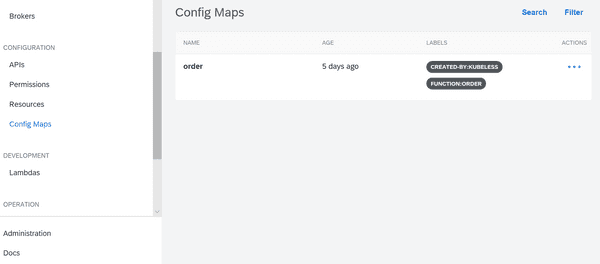 Brokers
CONFIGURATION
APIs
Permissions
Resources
Config Maps
DEVELOPMENT
Lambdas
OPERATION
Administration
Docs
Config Maps
Search Filter
NAME AGE LABELS ACTIONS
order 5 days ago CREATED-BY:KUBELESS
FUNCTION:ORDER